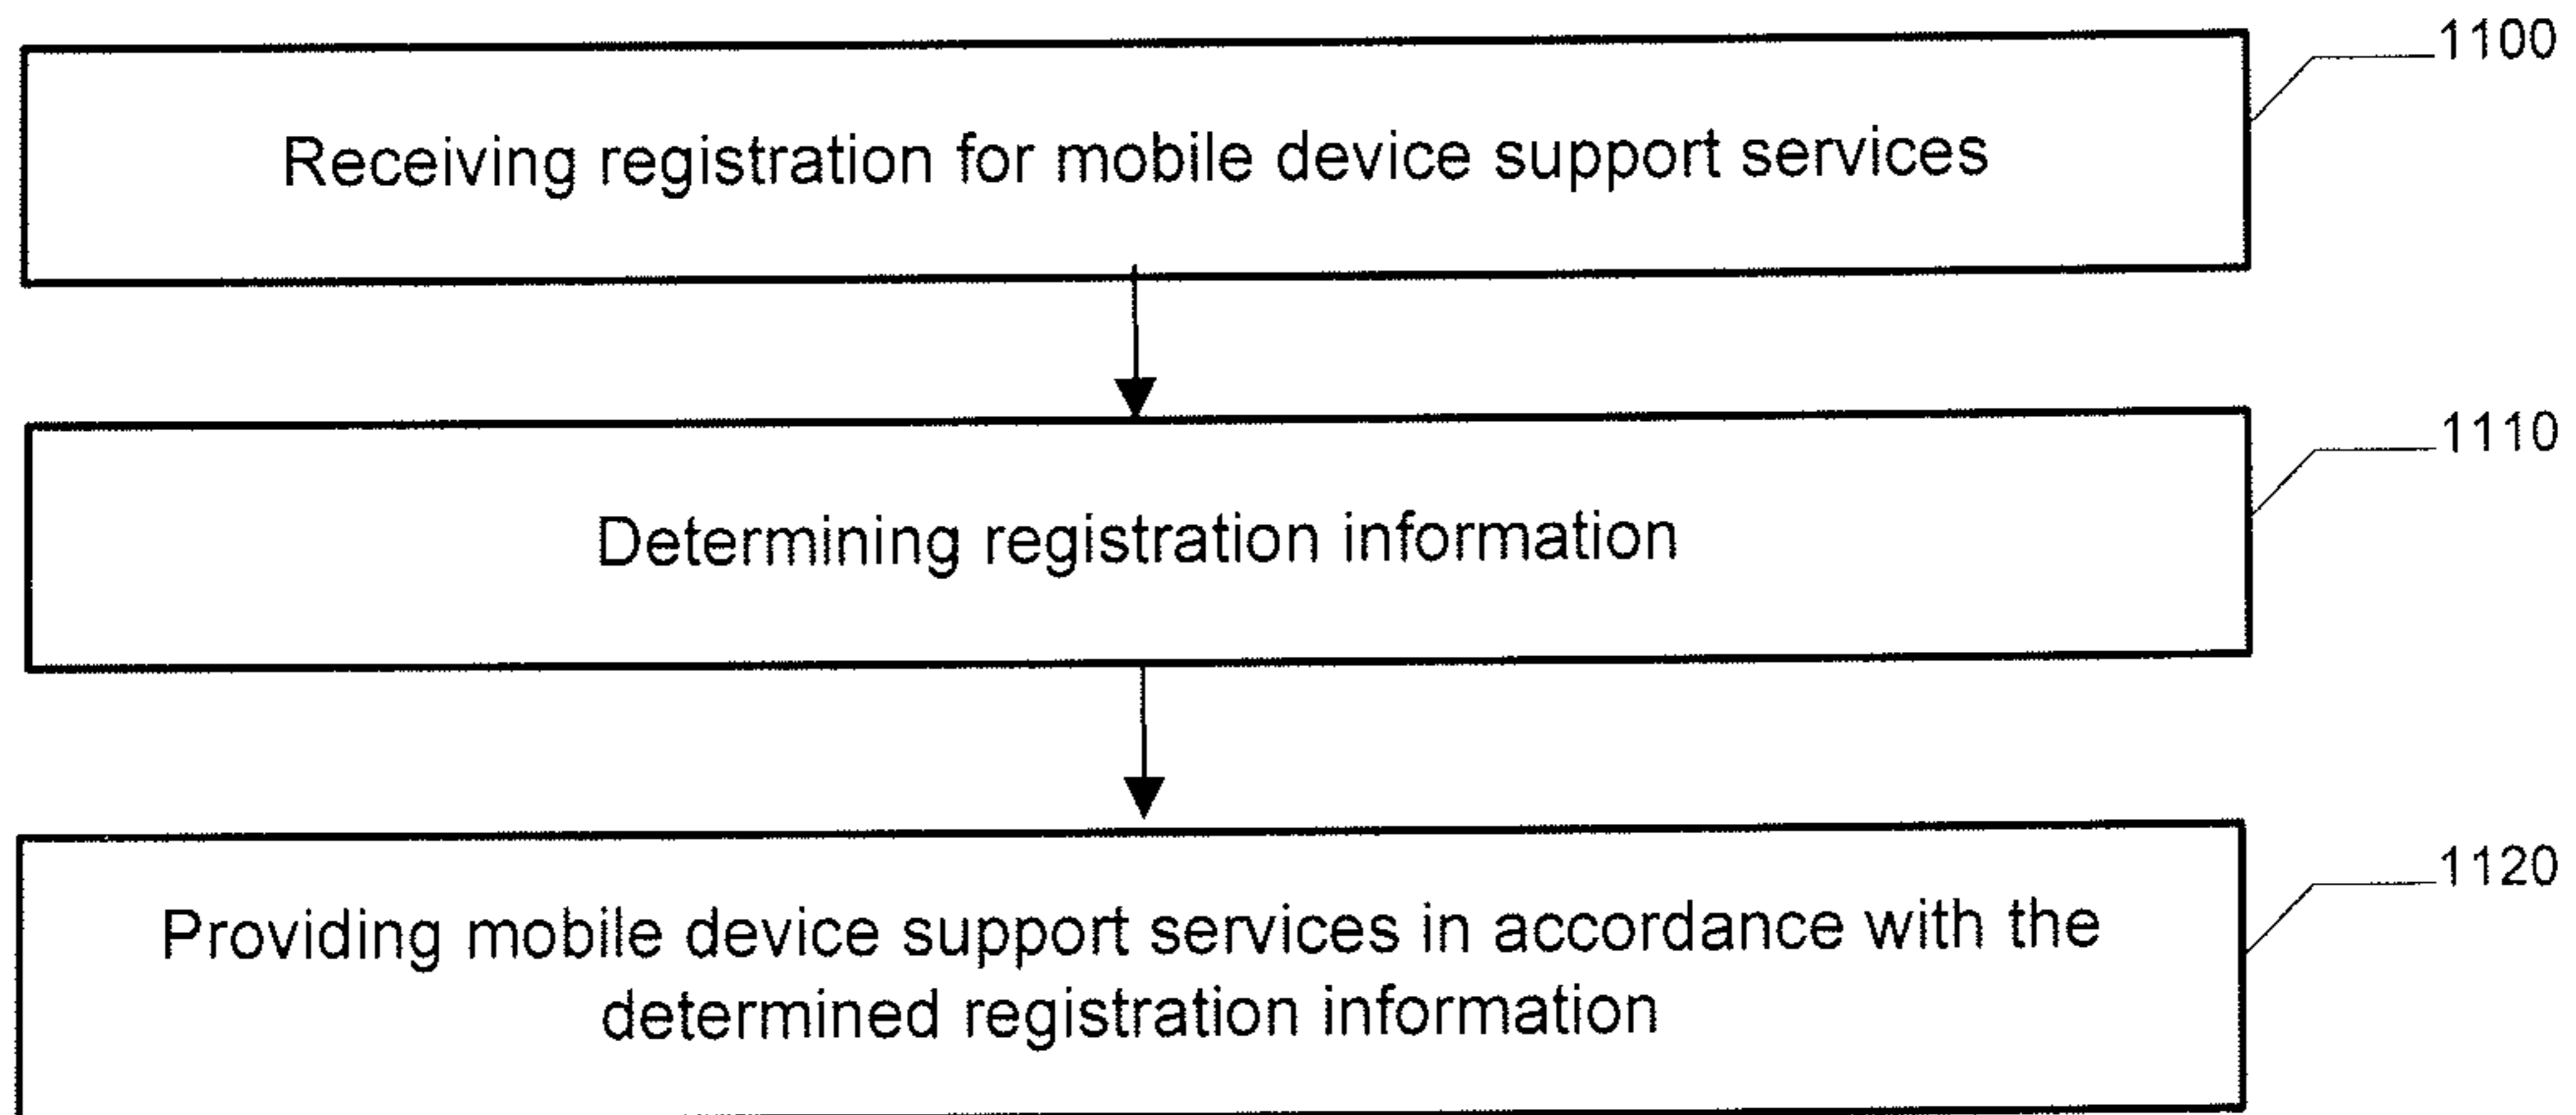 1100
Receiving registration for mobile device support services
1110
Determining registration information
1120
Providing mobile device support services in accordance with the
determined registration information